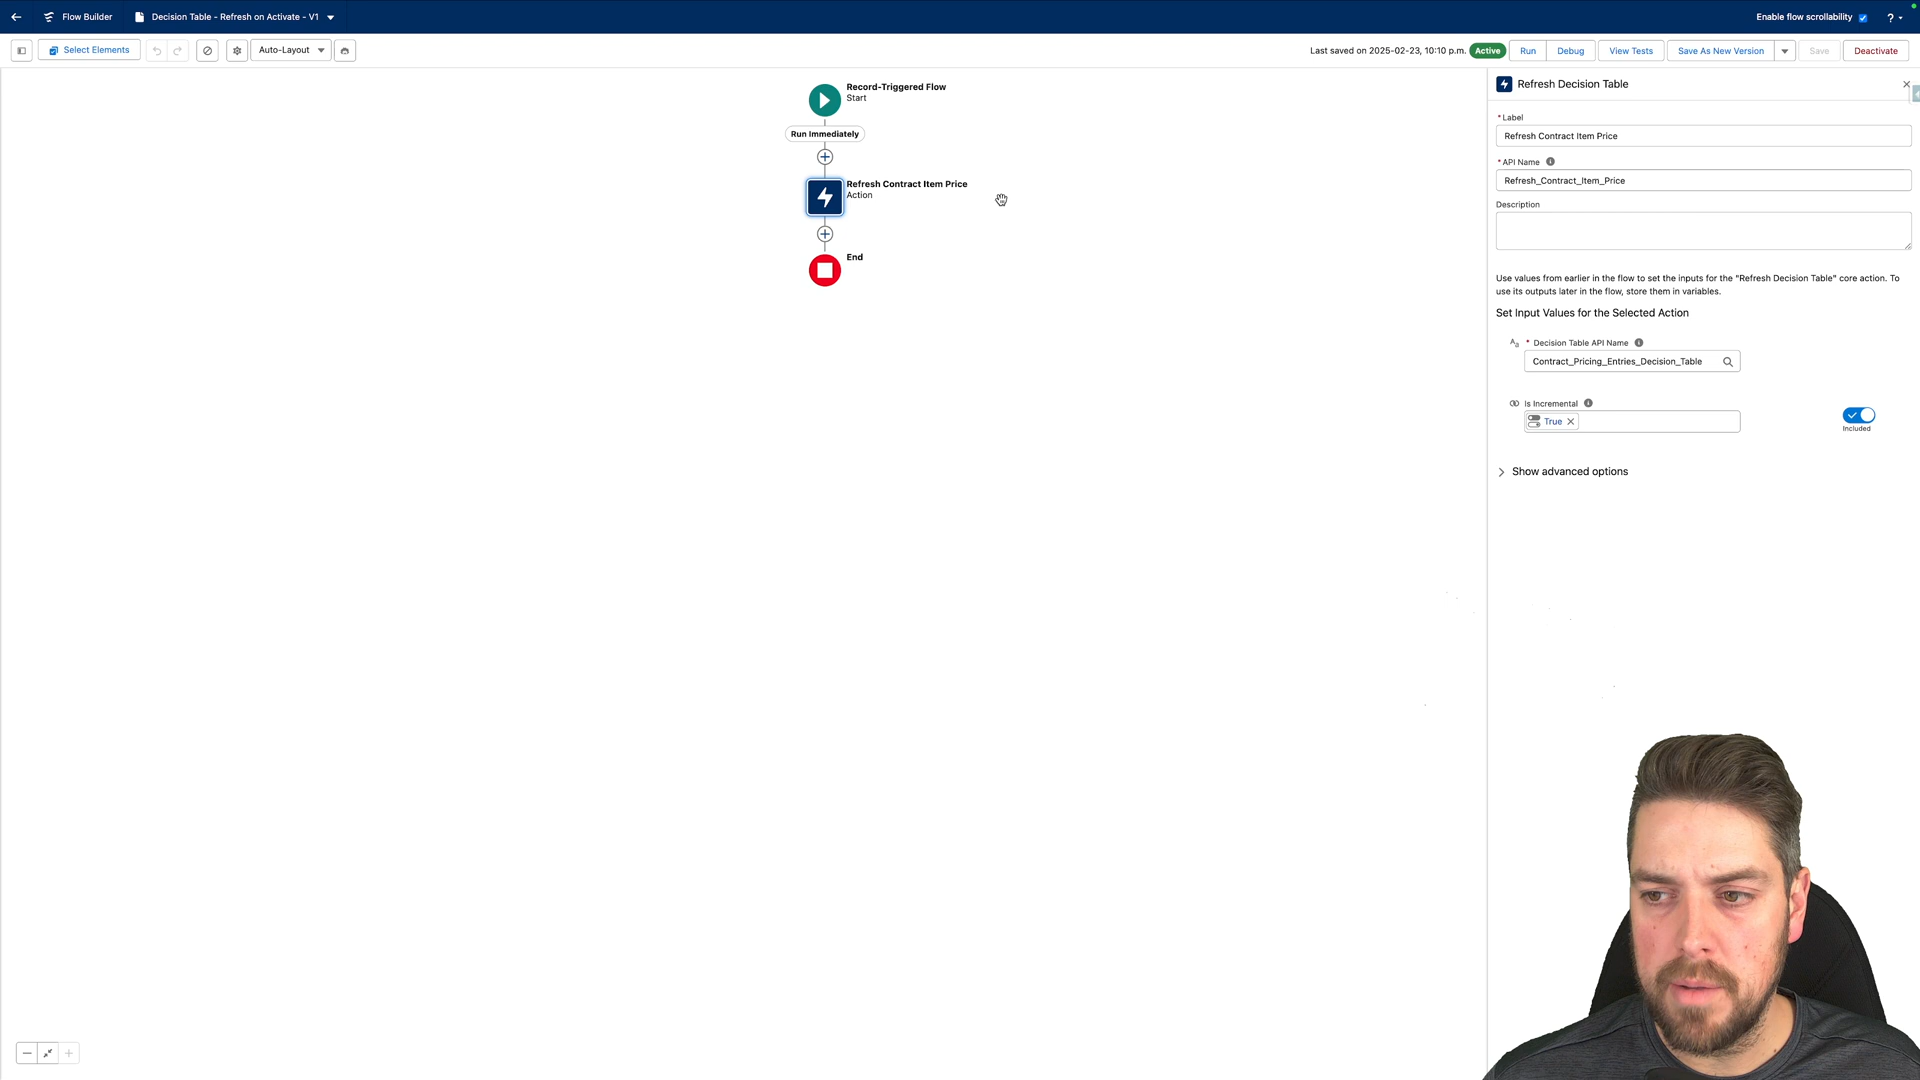 Flow Builder
Decision Table - Refresh on Activate - V1
Enable flow scrollability
?
Select Elements
Auto-Layout
Last saved on 2025-02-23, 10:10 p.m.
Active
Run
Debug
View Tests
Save As New Version
Save
Deactivate
Record-Triggered Flow
Start
Run Immediately
Refresh Contract Item Price
Action
End
Refresh Decision Table
* Label
Refresh Contract Item Price
* API Name
Refresh_Contract_Item_Price
Description
Use values from earlier in the flow to set the inputs for the "Refresh Decision Table" core action. To
use its outputs later in the flow, store them in variables.
Set Input Values for the Selected Action
Aa * Decision Table API Name
Contract_Pricing_Entries_Decision_Table
Is Incremental
True
Included
Show advanced options